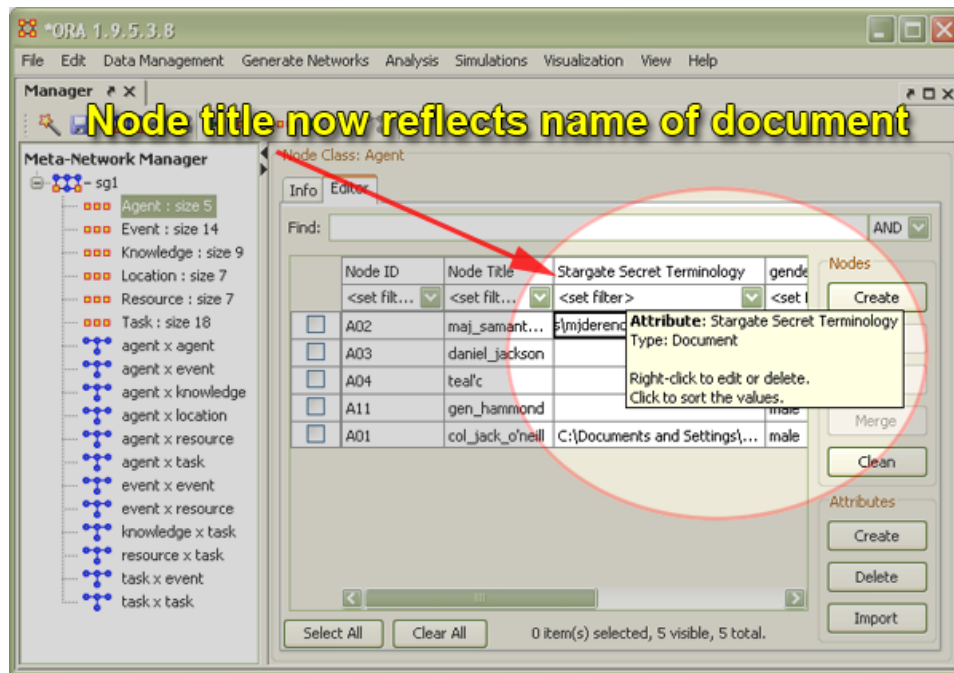 *ORA 1.9.5.3.8
File Edit Data Management Generate Networks Analysis Simulations Visualization View Help
Manager
Node title now reflects name of document
Meta-Network Manager
sg1
Agent : size 5
Event : size 14
Knowledge : size 9
Location : size 7
Resource : size 7
Task : size 18
agent x agent
agent x event
agent x knowledge
agent x location
agent x resource
agent x task
event x event
event x resource
knowledge x task
resource x task
task x event
task x task
Node Class: Agent
Info Editor
Find: AND
Node ID Node Title Stargate Secret Terminology gende
<set filt... <set filt... <set filter> <set f
A02 maj_samant... s\mjderenc
A03 daniel_jackson
A04 teal'c
A11 gen_hammond male
A01 col_jack_o'neill C:\Documents and Settings\... male
Attribute: Stargate Secret Terminology
Type: Document
Right-click to edit or delete.
Click to sort the values.
Nodes
Create
Merge
Clean
Attributes
Create
Delete
Import
Select All Clear All 0 item(s) selected, 5 visible, 5 total.